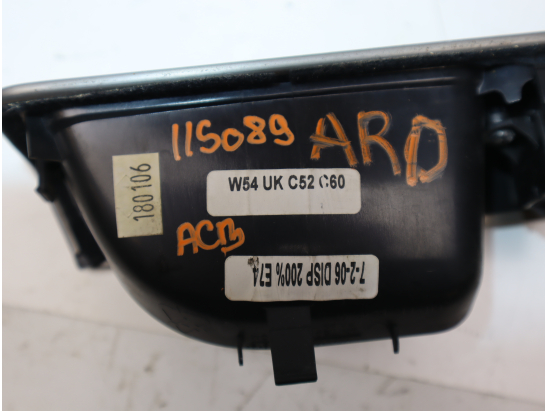 115089 ARD
W54 UK C52 C60
180106
ACB
7-2-06 DISP 200% E74